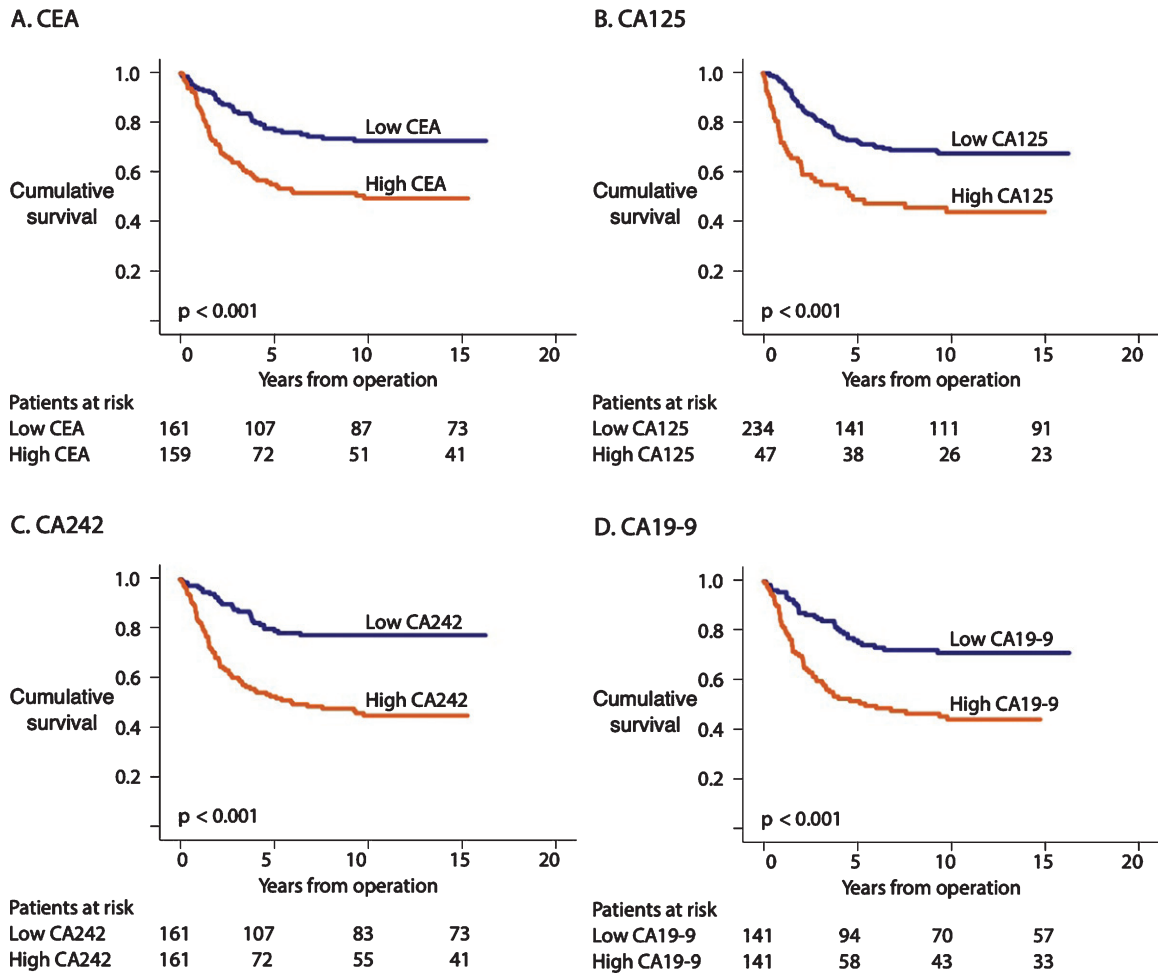 A. CEA
1.0
0.8
0.6
0.4
0.2
Cumulative
survival
Low CEA
High CEA
p < 0.001
0 5 10 15 20
Years from operation
Patients at risk
Low CEA 161 107 87 73
High CEA 159 72 51 41
B. CA125
1.0
0.8
0.6
0.4
0.2
Cumulative
survival
Low CA125
High CA125
p < 0.001
0 5 10 15 20
Years from operation
Patients at risk
Low CA125 234 141 111 91
High CA125 47 38 26 23
C. CA242
1.0
0.8
0.6
0.4
0.2
Cumulative
survival
Low CA242
High CA242
p < 0.001
0 5 10 15 20
Years from operation
Patients at risk
Low CA242 161 107 83 73
High CA242 161 72 55 41
D. CA19-9
1.0
0.8
0.6
0.4
0.2
Cumulative
survival
Low CA19-9
High CA19-9
p < 0.001
0 5 10 15 20
Years from operation
Patients at risk
Low CA19-9 141 94 70 57
High CA19-9 141 58 43 33